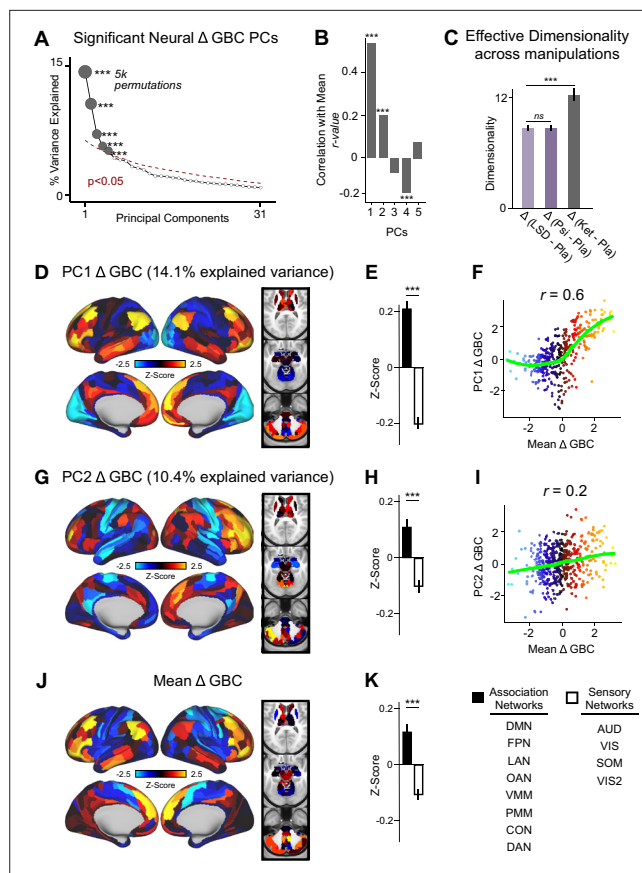 A Significant Neural Δ GBC PCs
15
*** 5k
permutations
***
***
***
***
% Variance Explained
p<0.05
0
1 31
Principal Components
B
***
0.4
***
0
***
-0.2
Correlation with Mean
r-value
1 2 3 4 5
PCs
C Effective Dimensionality
across manipulations
***
12
ns
Dimensionality
0
Δ (LSD - Pla)
Δ (Psi - Pla)
Δ (Ket - Pla)
D PC1 Δ GBC (14.1% explained variance)
-2.5 2.5
Z-Score
E
***
0.2
0
-0.2
Z-Score
F
r = 0.6
PC1 Δ GBC
4
2
0
-2
-2 0 2
Mean Δ GBC
G PC2 Δ GBC (10.4% explained variance)
-2.5 2.5
Z-Score
H
***
0.2
0
0.2
Z-Score
I
r = 0.2
PC2 Δ GBC
2
0
-2
-2 0 2
Mean Δ GBC
J Mean Δ GBC
-2.5 2.5
Z-Score
K
***
0.2
0
0.2
Z-Score
Association
Networks
DMN
FPN
LAN
OAN
VMM
PMM
CON
DAN
Sensory
Networks
AUD
VIS
SOM
VIS2